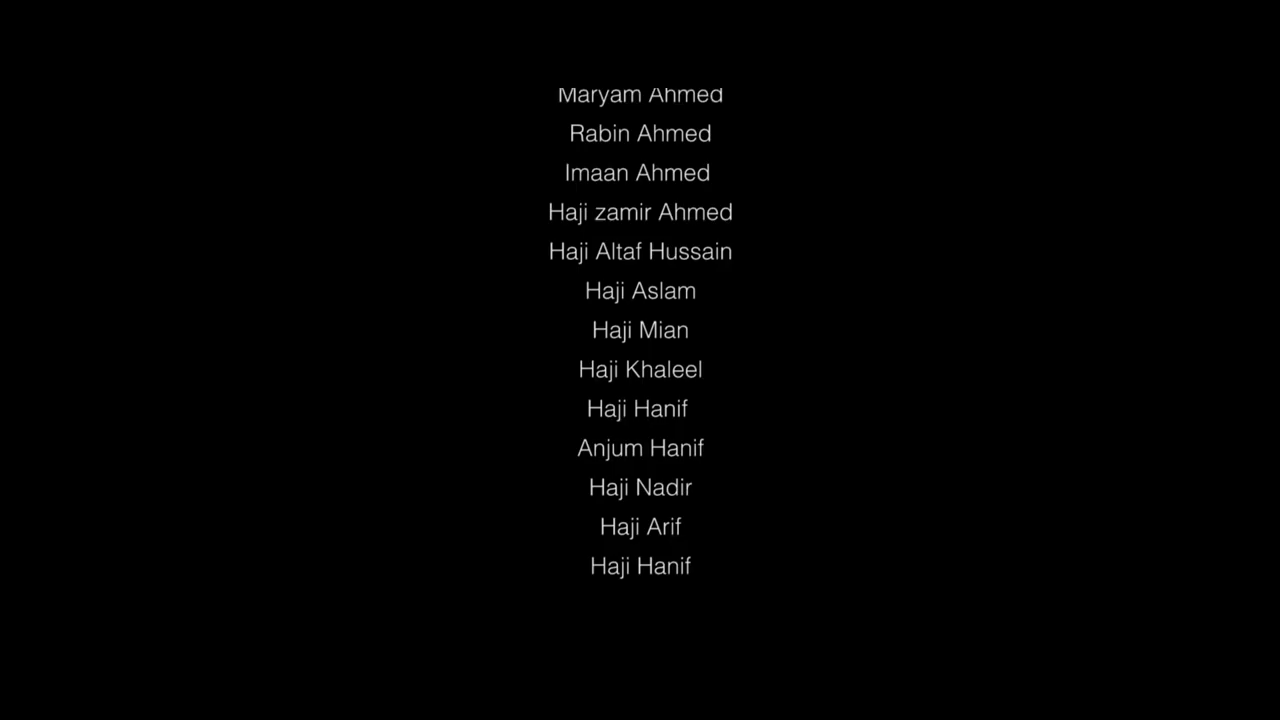 Maryam Ahmed
Rabin Ahmed
Imaan Ahmed
Haji zamir Ahmed
Haji Altaf Hussain
Haji Aslam
Haji Mian
Haji Khaleel
Haji Hanif
Anjum Hanif
Haji Nadir
Haji Arif
Haji Hanif